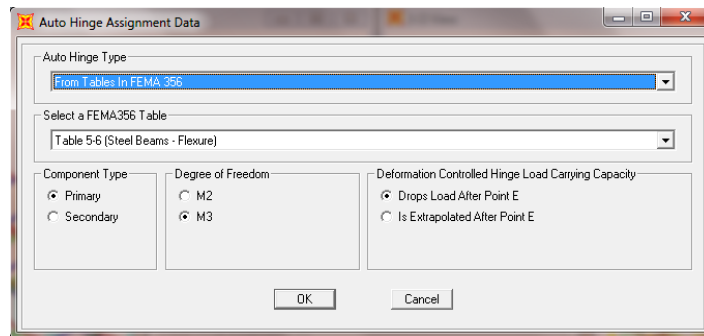 Auto Hinge Assignment Data
Auto Hinge Type
From Tables In FEMA 356
Select a FEMA356 Table
Table 5-6 (Steel Beams - Flexure)
Component Type
Primary
Secondary
Degree of Freedom
M2
M3
Deformation Controlled Hinge Load Carrying Capacity
Drops Load After Point E
Is Extrapolated After Point E
OK
Cancel